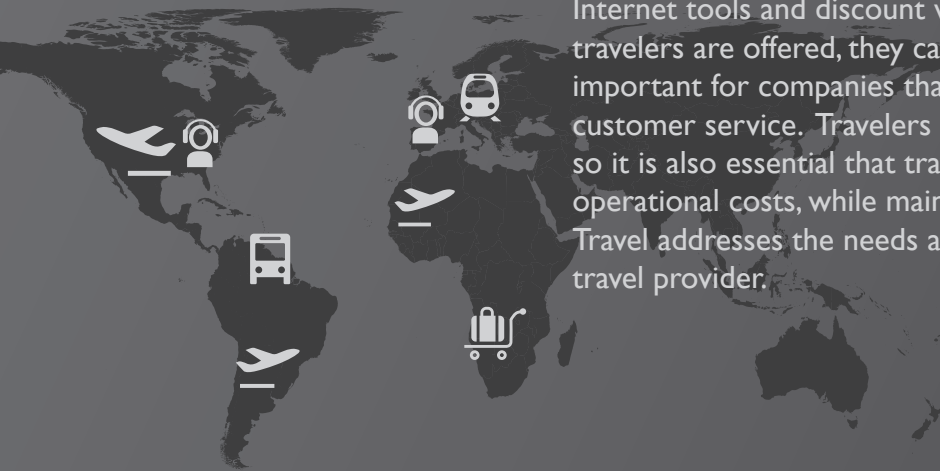 Internet tools and discount
travelers are offered, they ca
important for companies tha
customer service. Travelers
so it is also essential that tra
operational costs, while main
Travel addresses the needs a
travel provider.